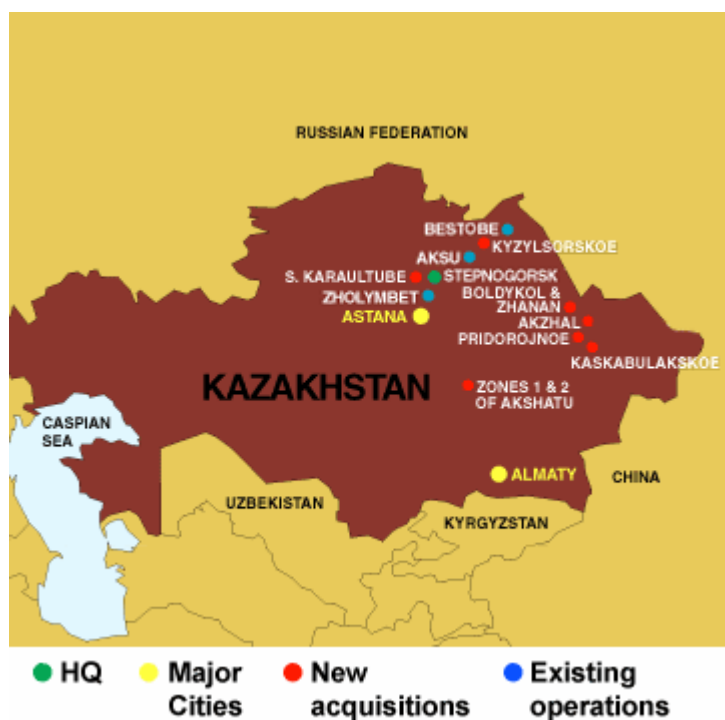 RUSSIAN FEDERATION
BESTOBE
KYZYLSORSKOE
AKSU
S. KARAULTUBE
STEPNOGORSK
ZHOLYMBET
BOLDYKOL &
ZHANAN
ASTANA
AKZHAL
PRIDOROJNOE
KASKABULAKSKOE
KAZAKHSTAN
ZONES 1 & 2
OF AKSHATU
CASPIAN
SEA
ALMATY
CHINA
UZBEKISTAN
KYRGYZSTAN
HQ
Major
Cities
New
acquisitions
Existing
operations